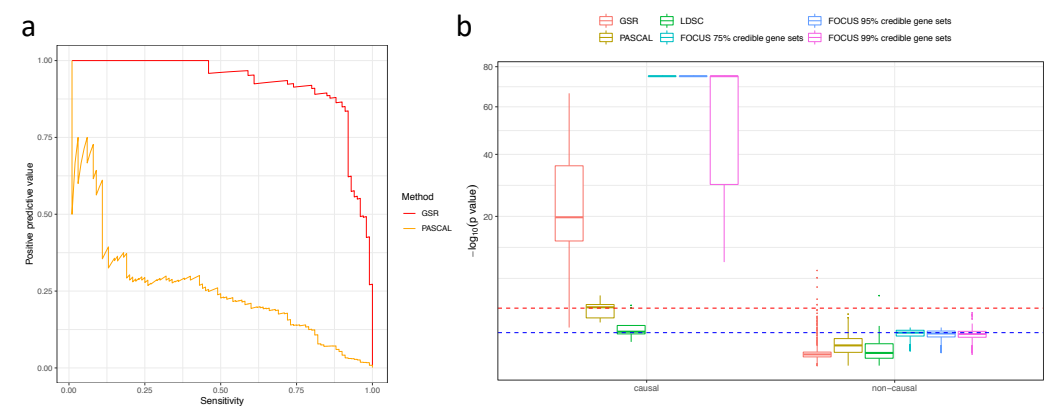 a
1.00
0.75
0.50
0.25
0.00
Positive predictive value
0.00 0.25 0.50 0.75 1.00
Sensitivity
Method
GSR
PASCAL
b
GSR LDSC FOCUS 95% credible gene sets
PASCAL FOCUS 75% credible gene sets FOCUS 99% credible gene sets
80
60
40
20
−log10(p value)
causal non-causal